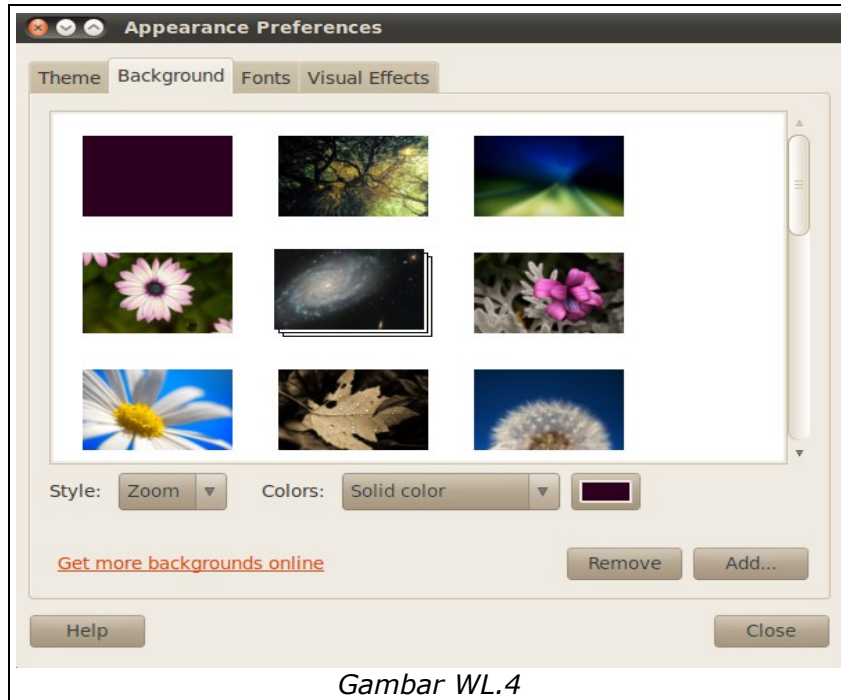 Appearance Preferences
Theme Background Fonts Visual Effects
Style: Zoom Colors: Solid color
Get more backgrounds online Remove Add...
Help Close
Gambar WL.4